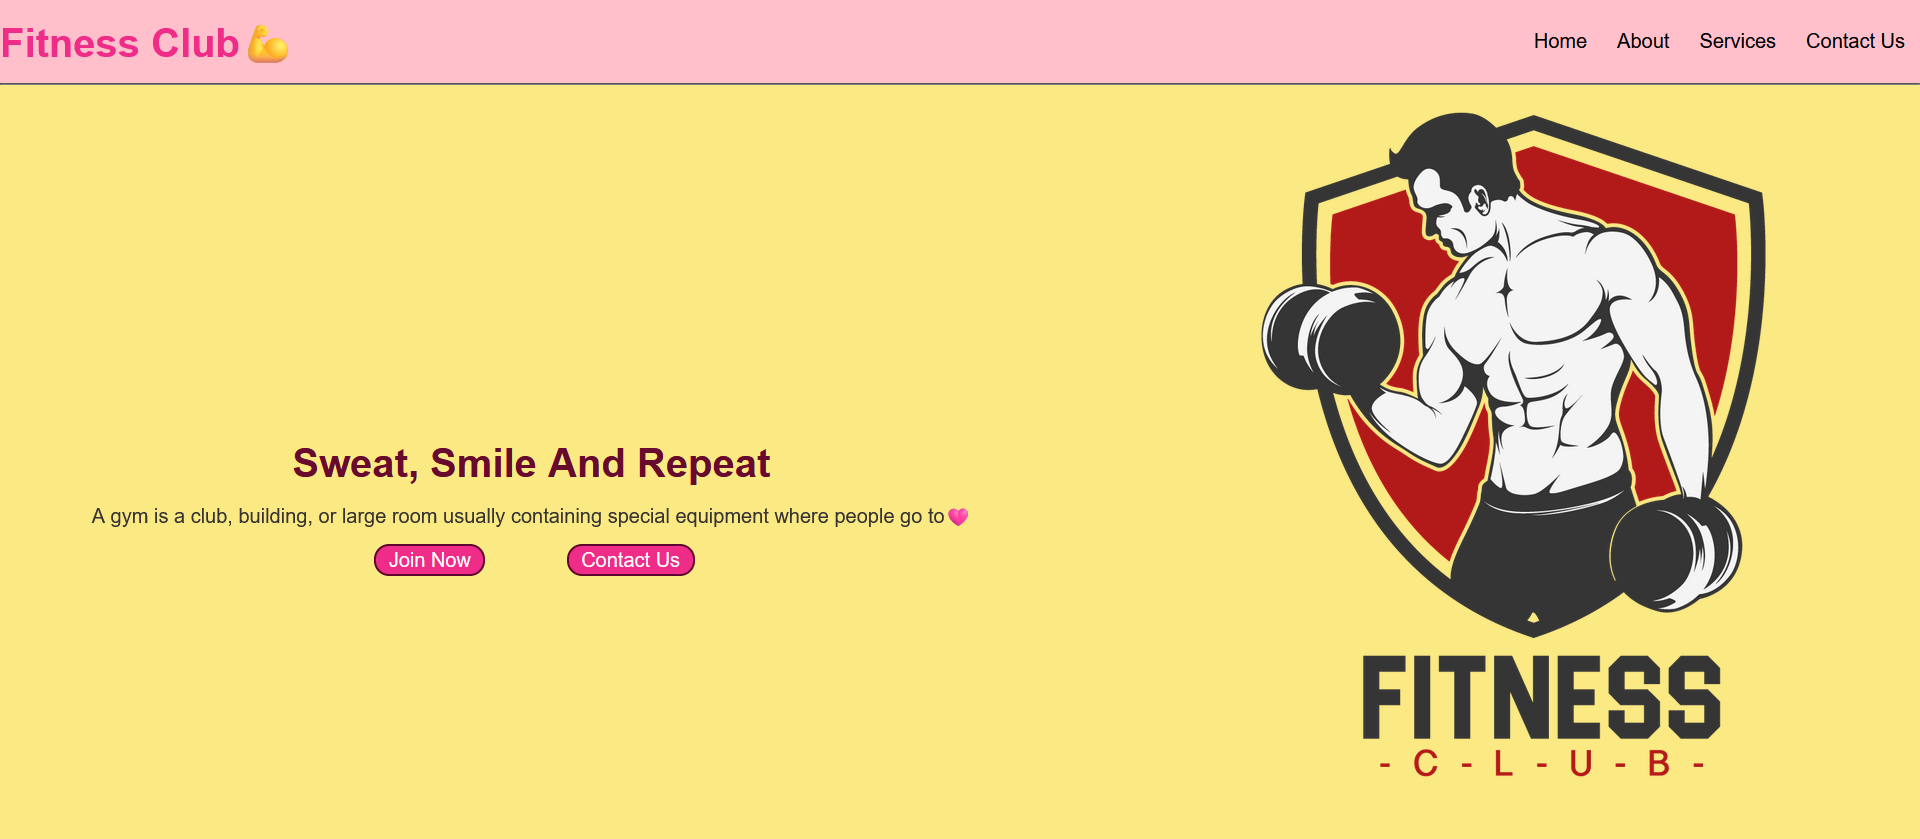 Fitness Club💪
Home About Services Contact Us
Sweat, Smile And Repeat
A gym is a club, building, or large room usually containing special equipment where people go to💗
Join Now Contact Us
FITNESS
- C - L - U - B -